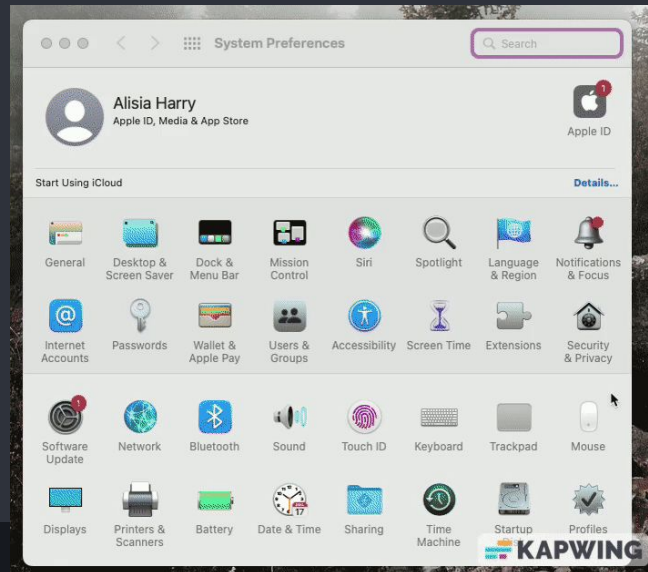 System Preferences
Search
Alisia Harry
Apple ID, Media & App Store
1
Apple ID
Start Using iCloud
Details...
General
Desktop &
Screen Saver
Dock &
Menu Bar
Mission
Control
Siri
Spotlight
Language
& Region
Notifications
& Focus
Internet
Accounts
Passwords
Wallet &
Apple Pay
Users &
Groups
Accessibility
Screen Time
Extensions
Security
& Privacy
1
Software
Update
Network
Bluetooth
Sound
Touch ID
Keyboard
Trackpad
Mouse
17
Displays
Printers &
Scanners
Battery
Date & Time
Sharing
Time
Machine
Startup
Profiles
KAPWING